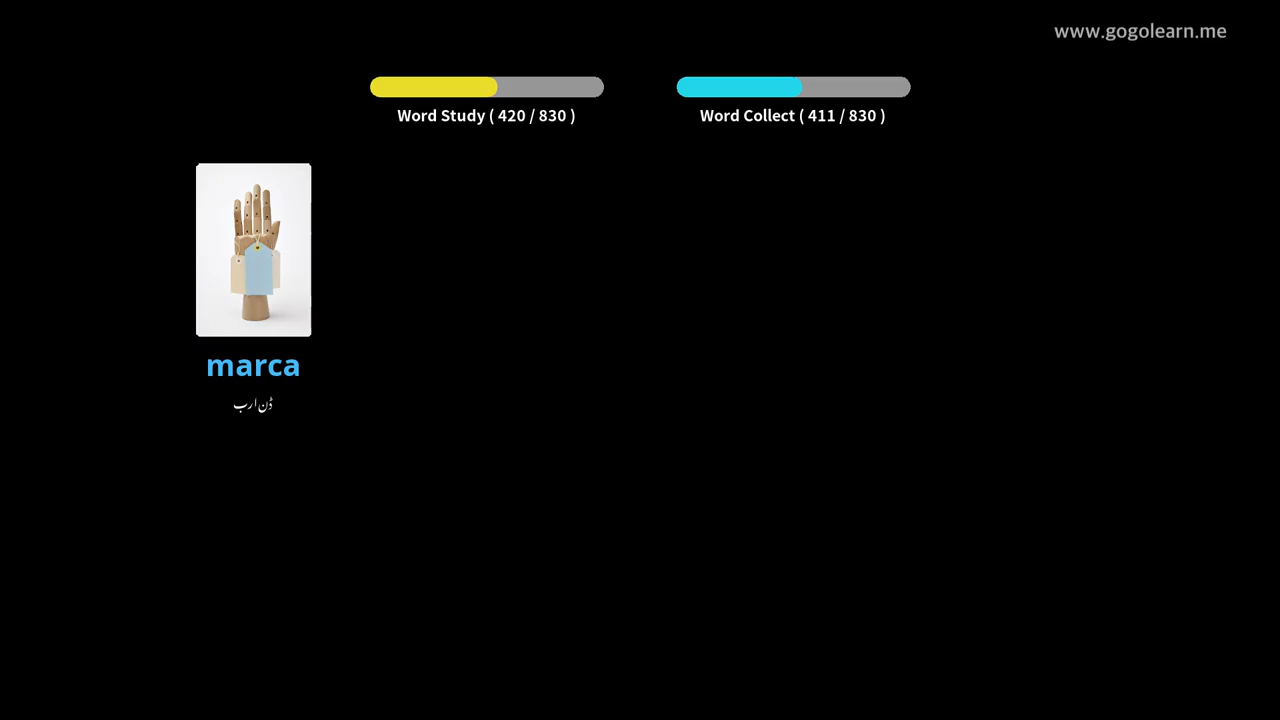 www.gogolearn.me
Word Study ( 420 / 830 )
Word Collect ( 411 / 830 )
marca
ڈن ارب